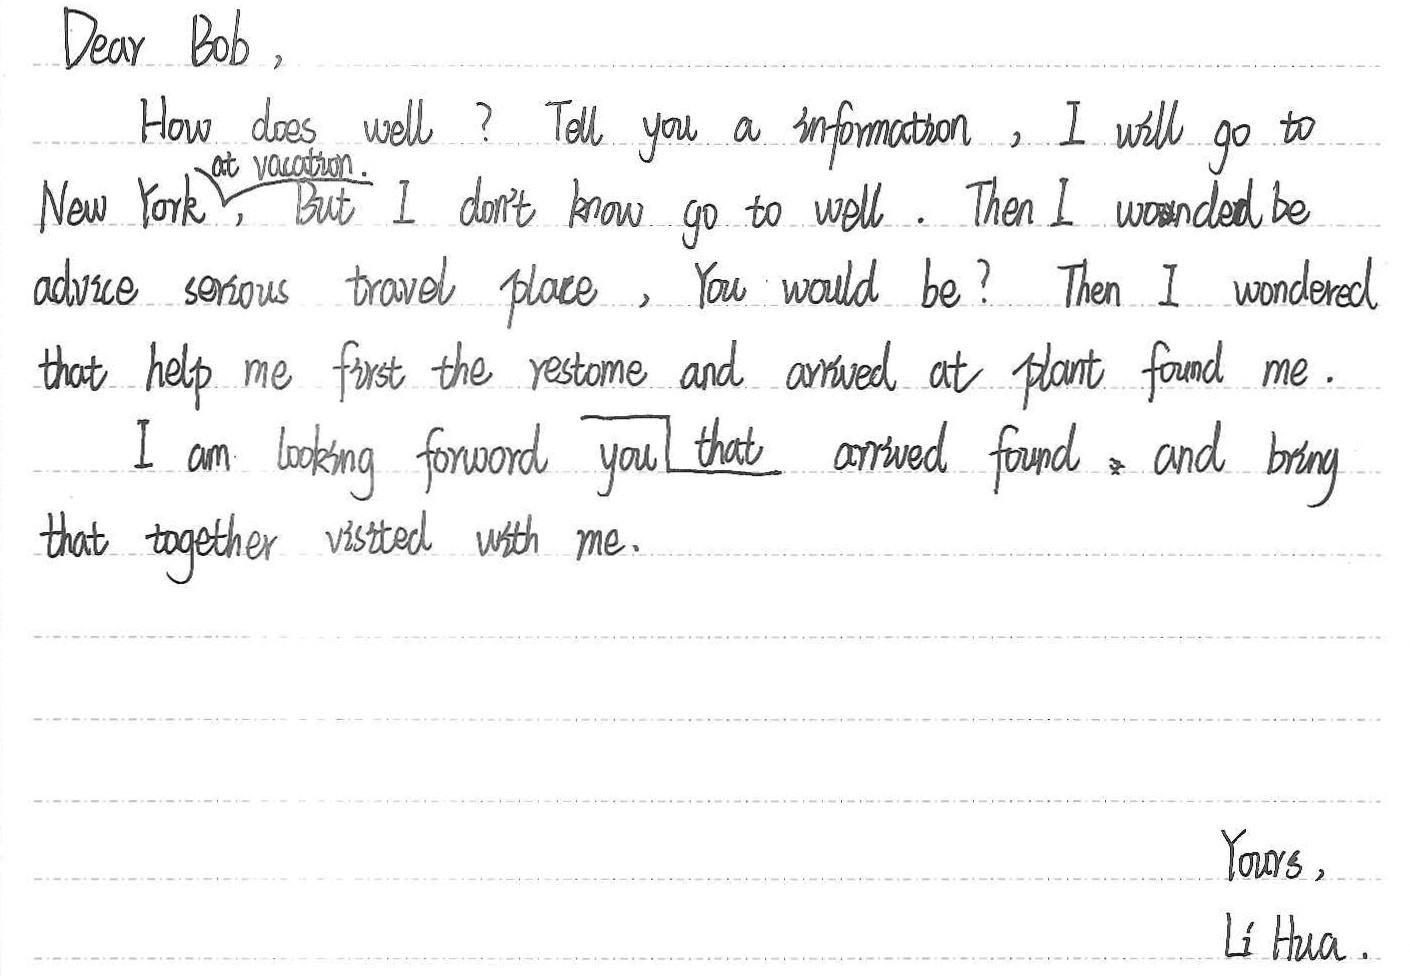 Dear Bob,
How does well? Tell you a information, I will go to
at vacation.
New York, But I don't know go to well. Then I wounded be
advice serious travel place, You would be? Then I wondered
that help me first the restome and arrived at plant found me.
I am looking forword you that arrived found. and bring
that together visited with me.
Yours,
Li Hua.